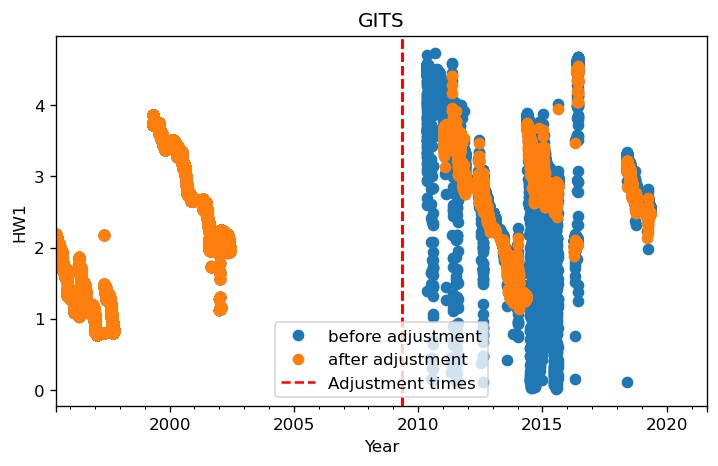 GITS
HW1
4
3
2
1
0
before adjustment
after adjustment
Adjustment times
2000 2005 2010 2015 2020
Year